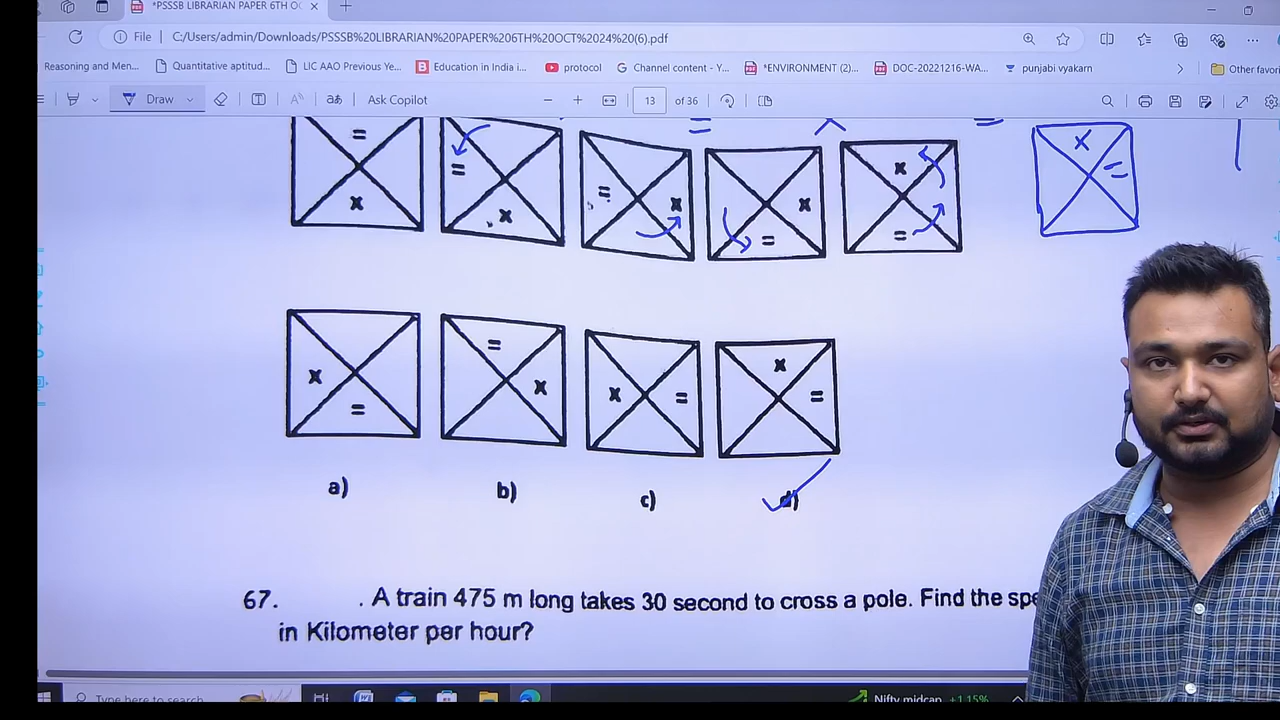 *PSSSB LIBRARIAN PAPER 6TH OC
File C:/Users/admin/Downloads/PSSSB%20LIBRARIAN%20PAPER%206TH%20OCT%202024%20(6).pdf
Reasoning and Men... Quantitative aptitud... LIC AAO Previous Ye... Education in India i... protocol Channel content - Y... *ENVIRONMENT (2)... DOC-20221216-WA... punjabi vyakarn Other favori
Draw Ask Copilot 13 of 36
= = x
= x = x = x x =
x =
x = = x x = x =
a) b) c) d)
67. . A train 475 m long takes 30 second to cross a pole. Find the spe
in Kilometer per hour?
Type here to search Nifty midcap +1.15%